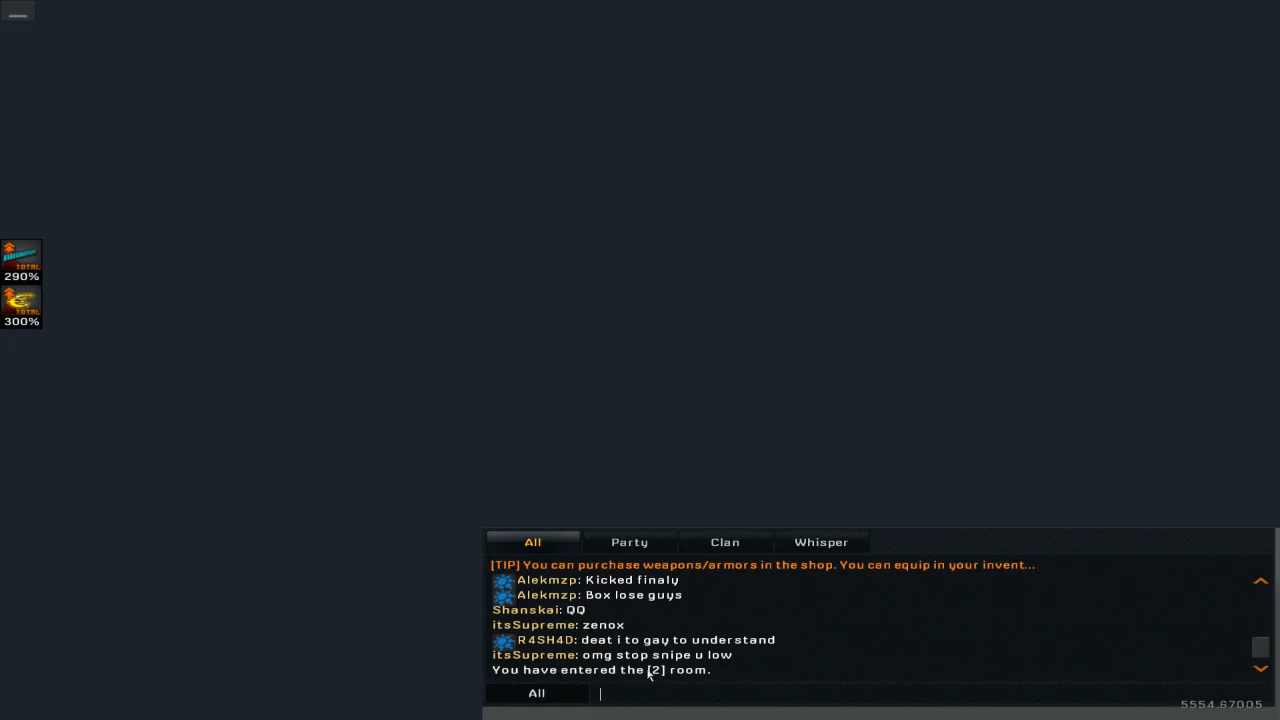 TOTAL
290%
TOTAL
300%
All Party Clan Whisper
[TIP] You can purchase weapons/armors in the shop. You can equip in your invent...
Alekmzp: Kicked finaly
Alekmzp: Box lose guys
Shanskai: QQ
itsSupreme: zenox
R4SH4D: deat i to gay to understand
itsSupreme: omg stop snipe u low
You have entered the [2] room.
All
5554.67005